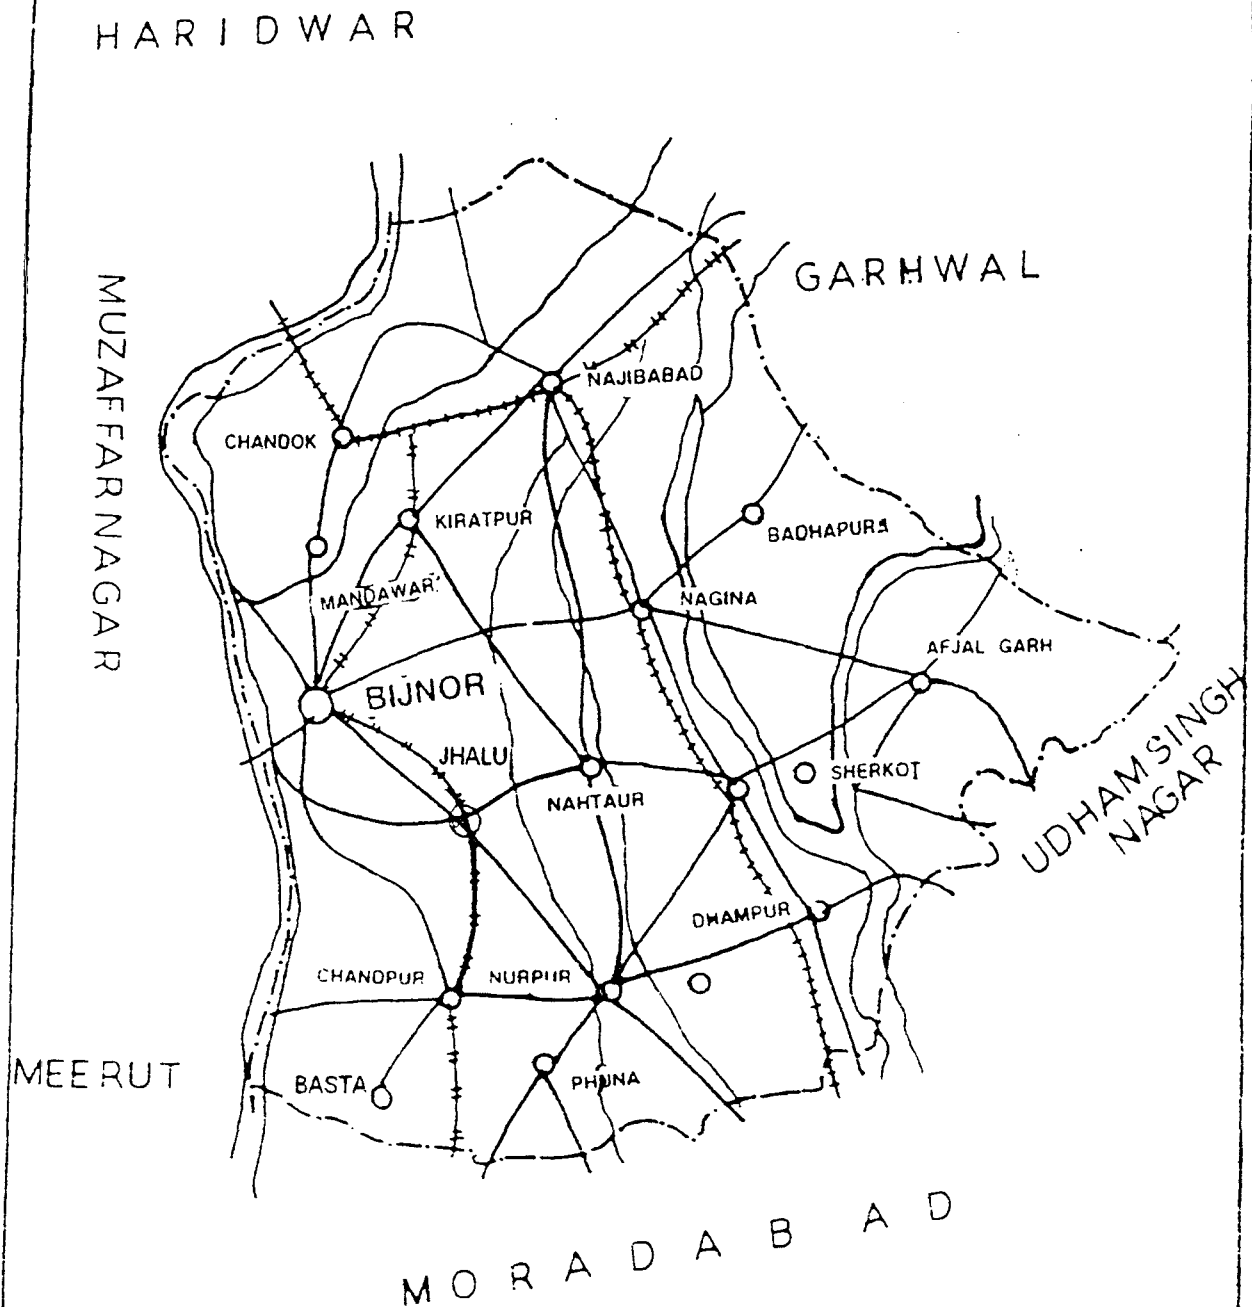 HARIDWAR
GARHWAL
MUZAFFARNAGAR
NAJIBABAD
CHANDOK
KIRATPUR
BADHAPURA
MANDAWAR
NAGINA
AFJAL GARH
BIJNOR
JHALU
SHERKOT
NAHTAUR
UDHAMSINGH
NAGAR
DHAMPUR
CHANDPUR
NURPUR
MEERUT
BASTA
PHUNA
MORADABAD